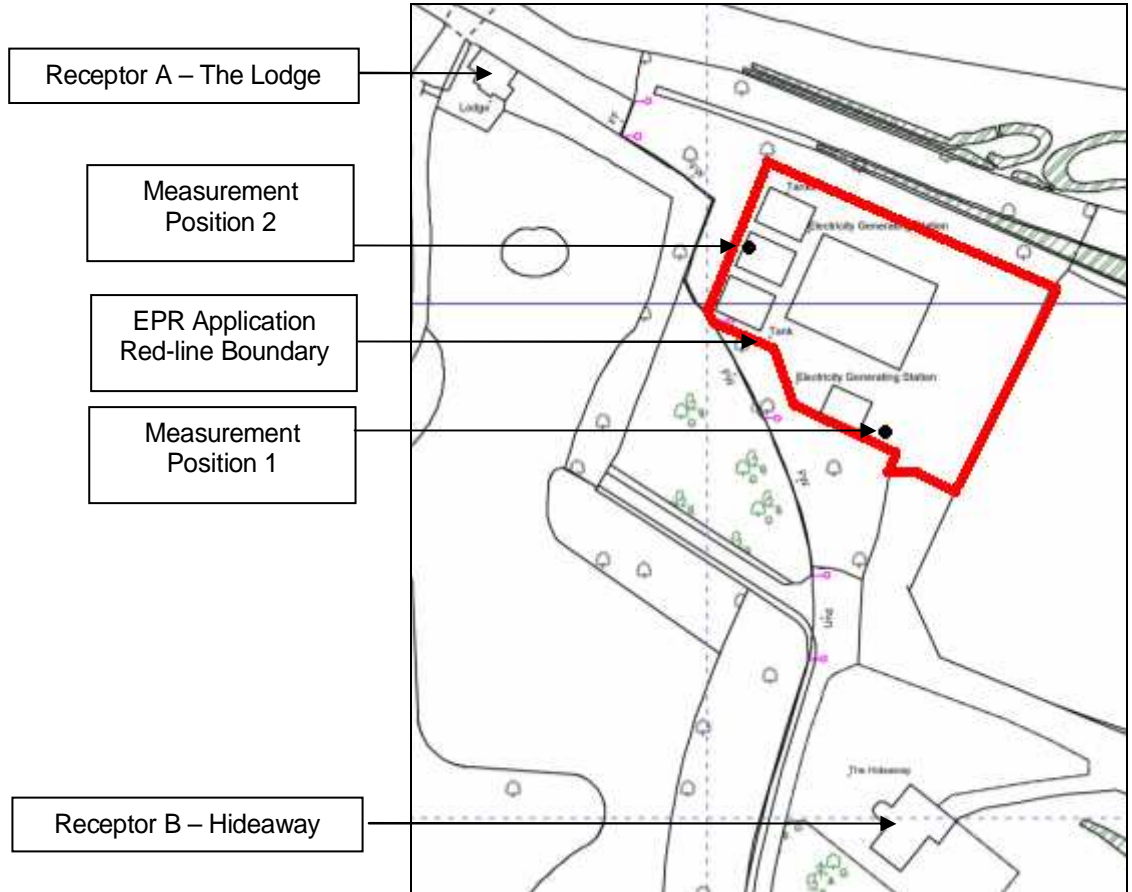 Receptor A – The Lodge
Measurement
Position 2
EPR Application
Red-line Boundary
Measurement
Position 1
Receptor B – Hideaway
Lodge
Tanks
Electricity Generating Station
Tank
Electricity Generating Station
The Hideaway